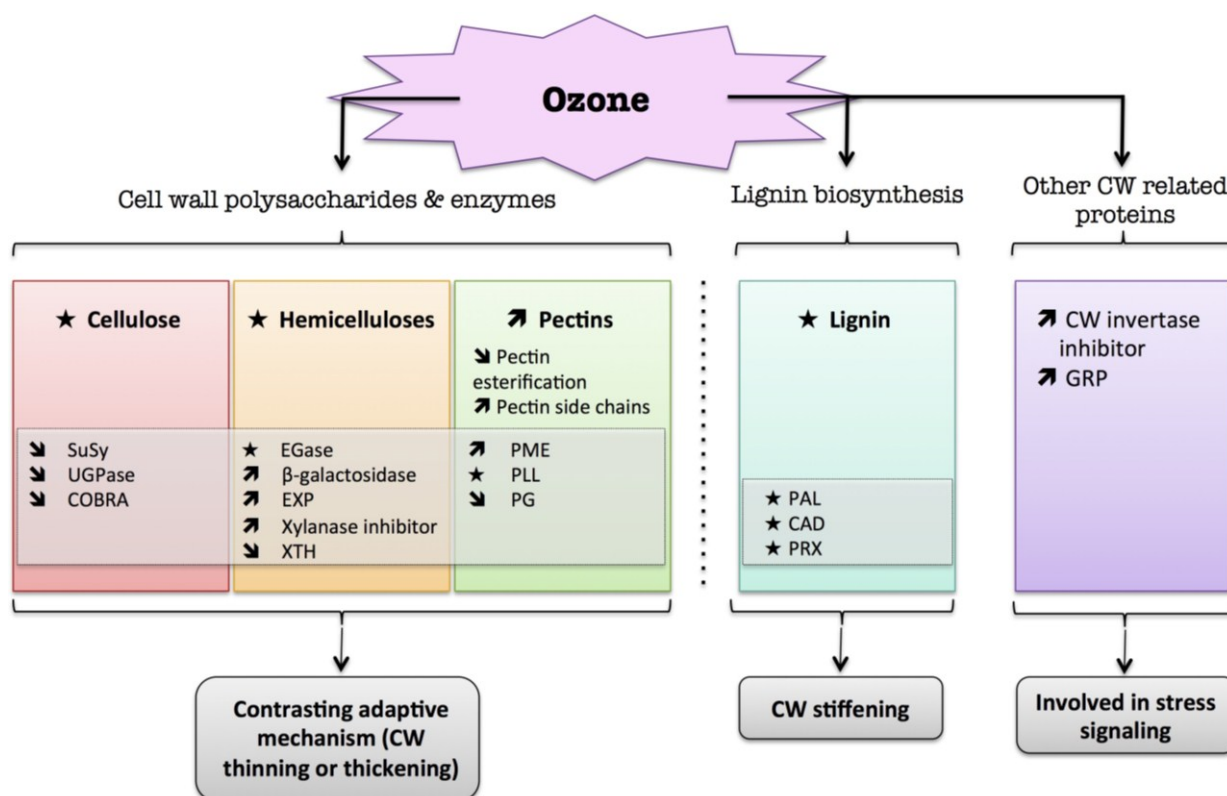 Ozone
Cell wall polysaccharides & enzymes
Lignin biosynthesis
Other CW related
proteins
★ Cellulose
↘ SuSy
↘ UGPase
↘ COBRA
★ Hemicelluloses
★ EGase
↗ β-galactosidase
↗ EXP
↗ Xylanase inhibitor
↘ XTH
↗ Pectins
↘ Pectin
esterification
↗ Pectin side chains
↗ PME
★ PLL
↘ PG
★ Lignin
★ PAL
★ CAD
★ PRX
↗ CW invertase
inhibitor
↗ GRP
Contrasting adaptive
mechanism (CW
thinning or thickening)
CW stiffening
Involved in stress
signaling